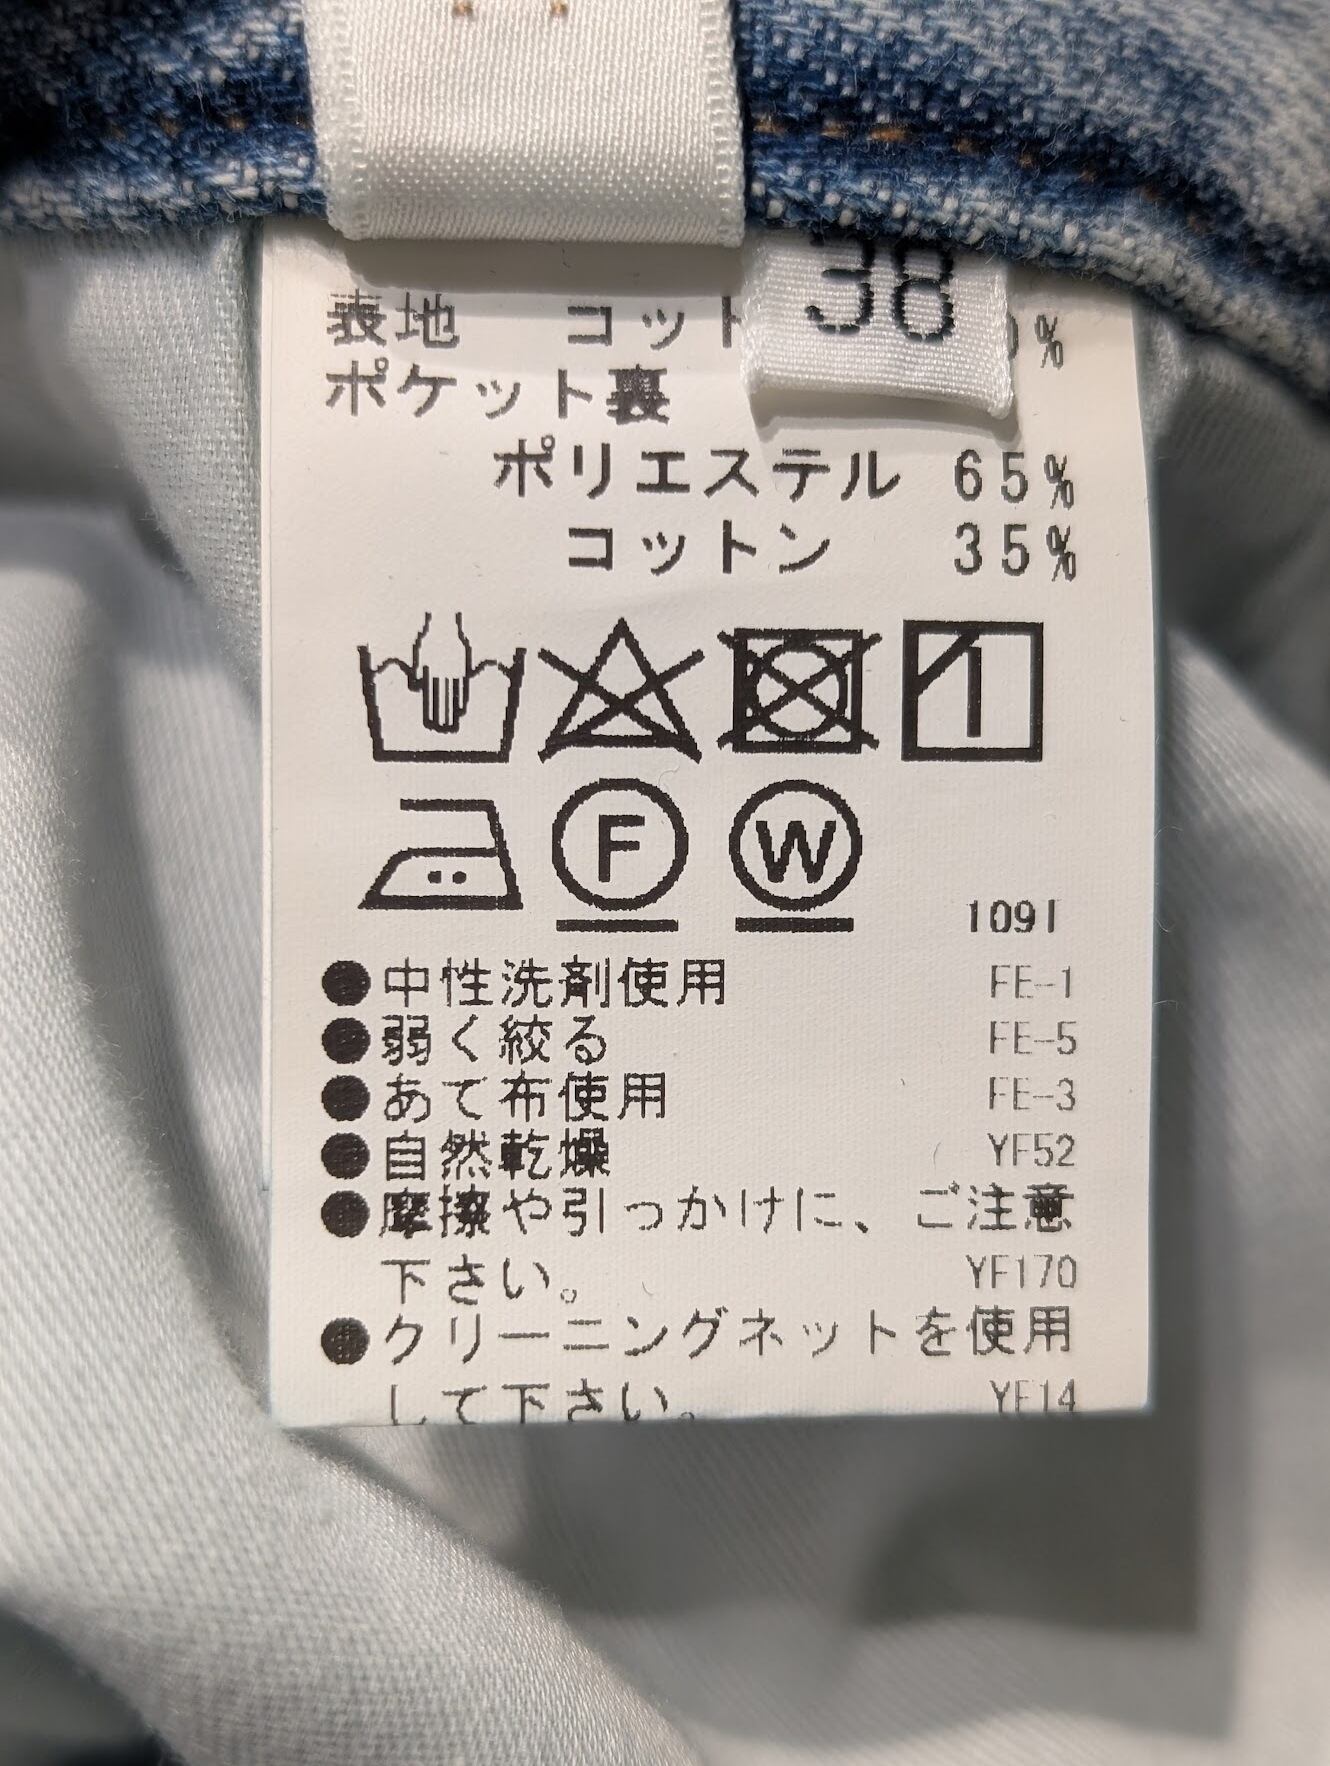 38
表地 コット 0%
ポケット裏
ポリエステル 65%
コットン 35%
F W
1091
●中性洗剤使用 FE-1
●弱く絞る FE-5
●あて布使用 FE-3
●自然乾燥 YF52
●摩擦や引っかけに、ご注意
下さい。 YF170
●クリーニングネットを使用
して下さい。 YF14